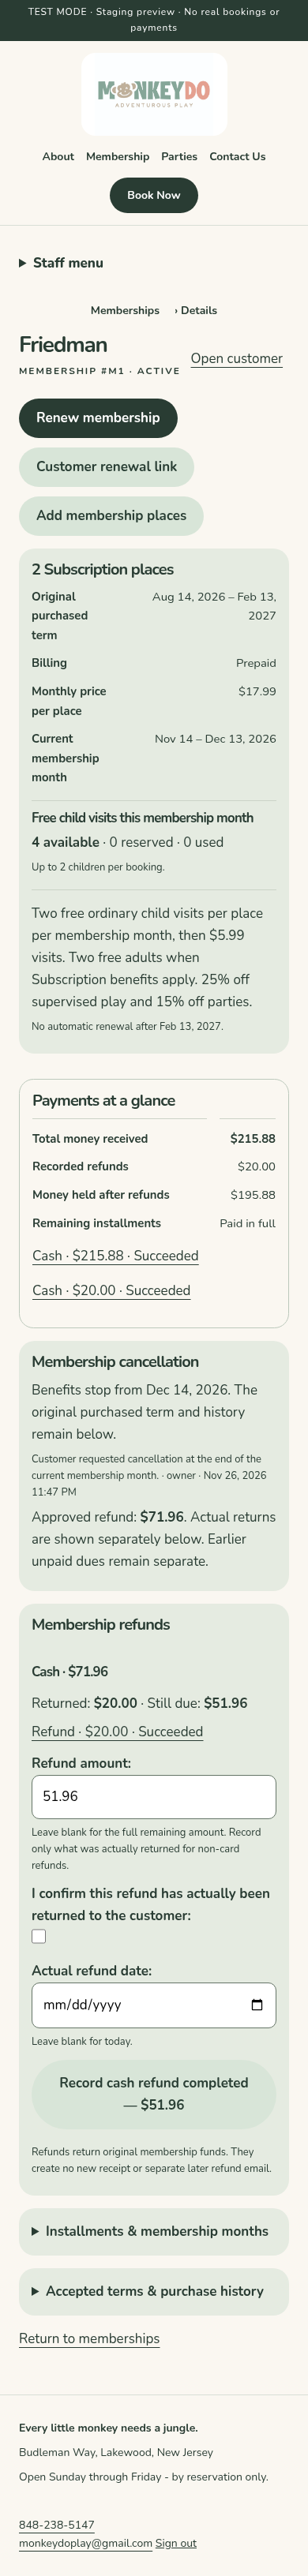 TEST MODE · Staging preview · No real bookings or
payments
MONKEYDO
ADVENTUROUS PLAY
About Membership Parties Contact Us
Book Now
▶ Staff menu
Memberships › Details
Friedman
MEMBERSHIP #M1 · ACTIVE
Open customer
Renew membership
Customer renewal link
Add membership places
2 Subscription places
Original purchased term Aug 14, 2026 – Feb 13, 2027
Billing Prepaid
Monthly price per place $17.99
Current membership month Nov 14 – Dec 13, 2026
Free child visits this membership month
4 available · 0 reserved · 0 used
Up to 2 children per booking.
Two free ordinary child visits per place
per membership month, then $5.99
visits. Two free adults when
Subscription benefits apply. 25% off
supervised play and 15% off parties.
No automatic renewal after Feb 13, 2027.
Payments at a glance
Total money received $215.88
Recorded refunds $20.00
Money held after refunds $195.88
Remaining installments Paid in full
Cash · $215.88 · Succeeded
Cash · $20.00 · Succeeded
Membership cancellation
Benefits stop from Dec 14, 2026. The
original purchased term and history
remain below.
Customer requested cancellation at the end of the
current membership month. · owner · Nov 26, 2026
11:47 PM
Approved refund: $71.96. Actual returns
are shown separately below. Earlier
unpaid dues remain separate.
Membership refunds
Cash · $71.96
Returned: $20.00 · Still due: $51.96
Refund · $20.00 · Succeeded
Refund amount:
51.96
Leave blank for the full remaining amount. Record
only what was actually returned for non-card
refunds.
I confirm this refund has actually been
returned to the customer:
Actual refund date:
mm/dd/yyyy
Leave blank for today.
Record cash refund completed
— $51.96
Refunds return original membership funds. They
create no new receipt or separate later refund email.
▶ Installments & membership months
▶ Accepted terms & purchase history
Return to memberships
Every little monkey needs a jungle.
Budleman Way, Lakewood, New Jersey
Open Sunday through Friday - by reservation only.
848-238-5147
monkeydoplay@gmail.com Sign out